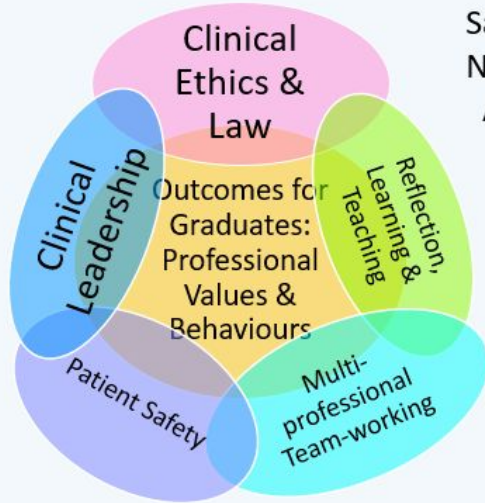 Clinical
Ethics &
Law
Clinical
Leadership
Outcomes for
Graduates:
Professional
Values &
Behaviours
Reflection,
Learning &
Teaching
Patient Safety
Multi-
professional
Team-working